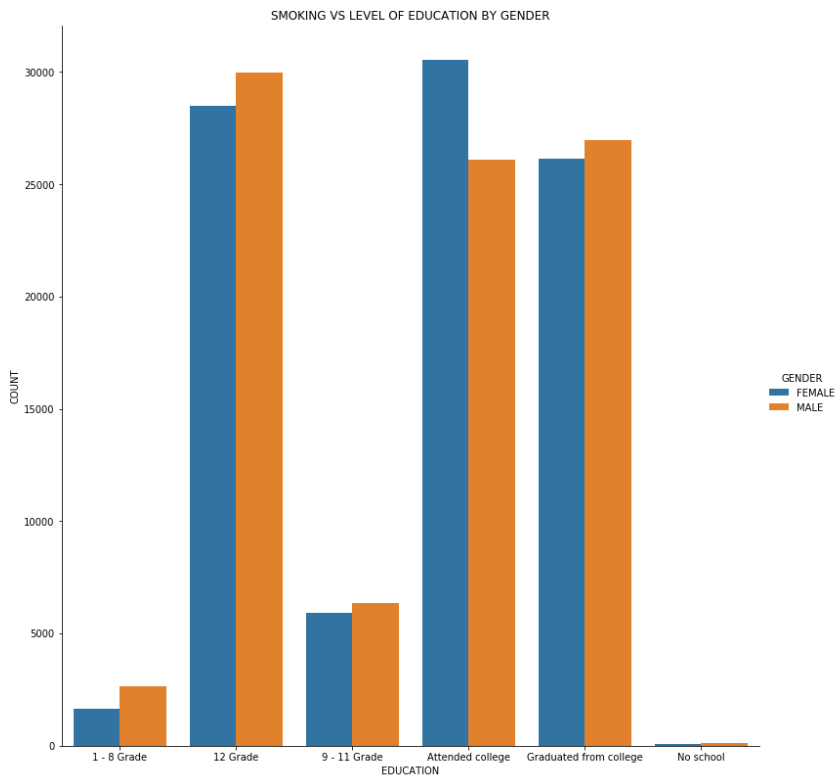 SMOKING VS LEVEL OF EDUCATION BY GENDER
30000
25000
20000
15000
10000
5000
0
COUNT
1 - 8 Grade
12 Grade
9 - 11 Grade
Attended college
Graduated from college
No school
EDUCATION
GENDER
FEMALE
MALE